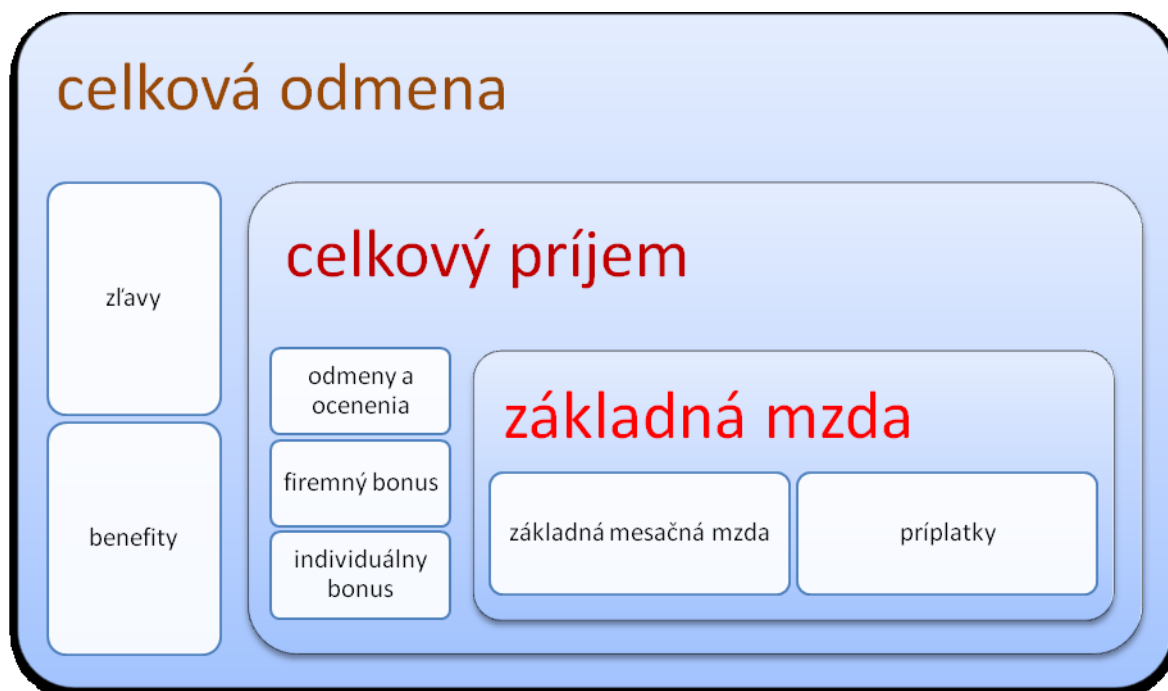 celková odmena
zľavy
benefity
celkový príjem
odmeny a
ocenenia
firemný bonus
individuálny
bonus
základná mzda
základná mesačná mzda
príplatky